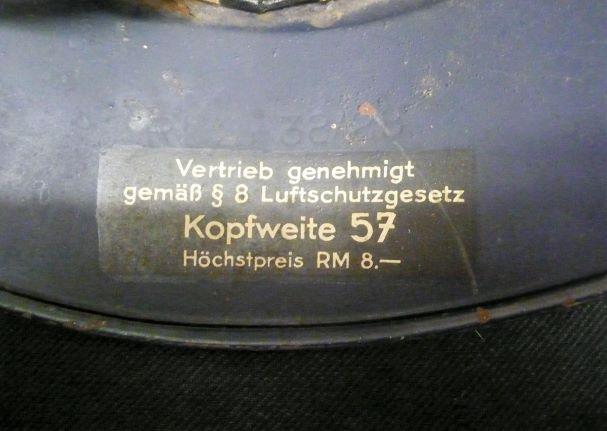 Vertrieb genehmigt
gemäß § 8 Luftschutzgesetz
Kopfweite 57
Höchstpreis RM 8.—